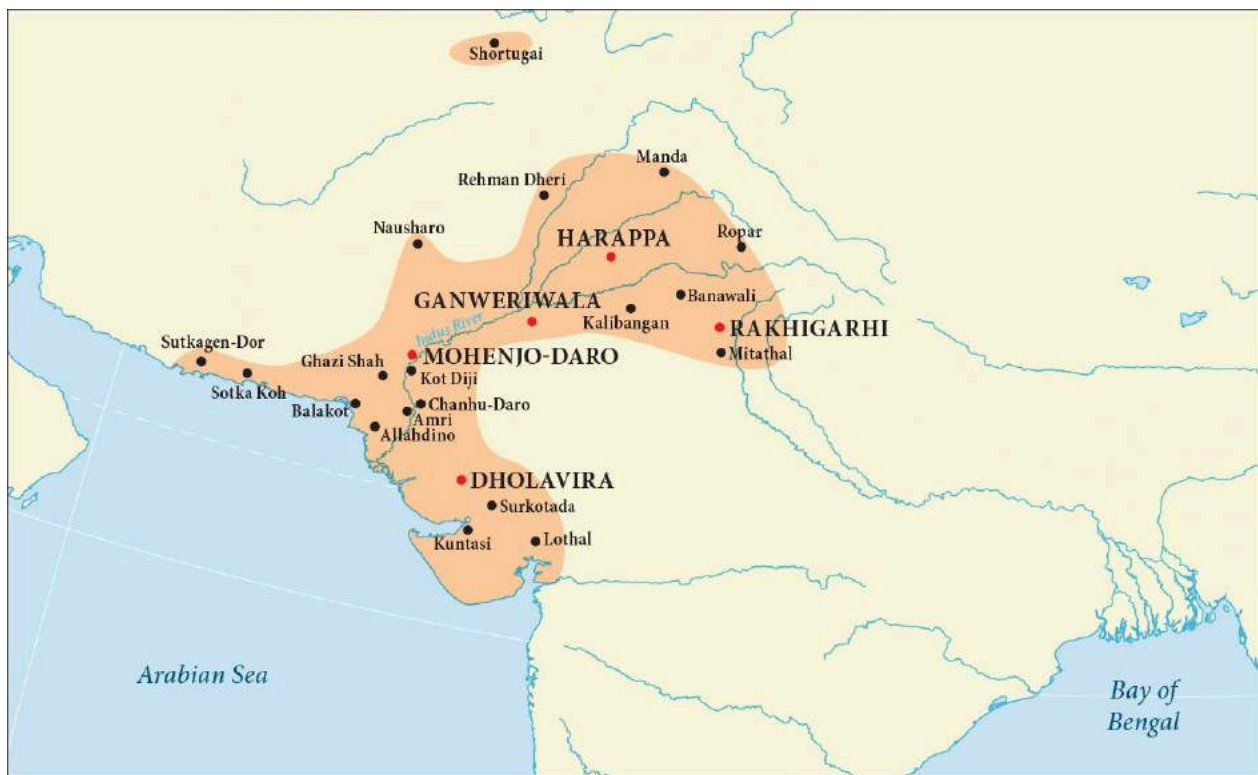 Shortugai
Manda
Rehman Dheri
Nausharo
HARAPPA
Ropar
GANWERIWALA
Banawali
Kalibangan
Indus River
RAKHIGARHI
Sutkagen-Dor
Ghazi Shah
MOHENJO-DARO
Mitathal
Kot Diji
Sotka Koh
Balakot
Chanhu-Daro
Amri
Allahdino
DHOLAVIRA
Surkotada
Kuntasi
Lothal
Arabian Sea
Bay of
Bengal